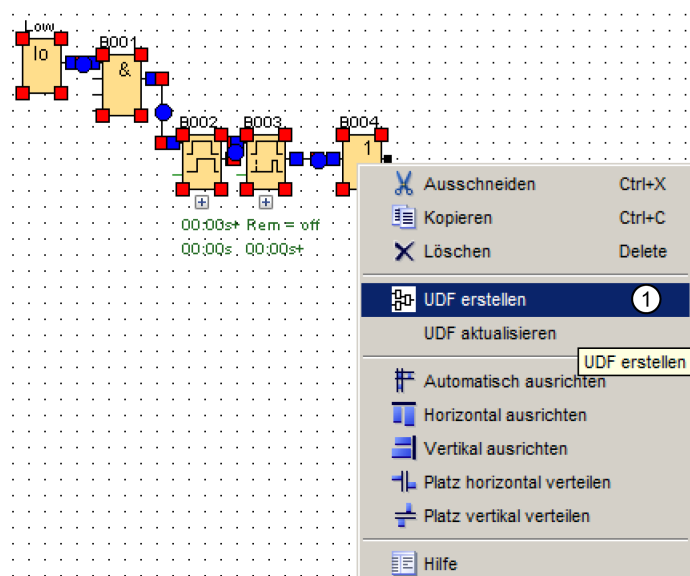 Low
lo
B001
&
B002
B003
B004
1
00:00s+ Rem = off
00:00s 00:00s+
Ausschneiden Ctrl+X
Kopieren Ctrl+C
Löschen Delete
UDF erstellen 1
UDF aktualisieren
UDF erstellen
Automatisch ausrichten
Horizontal ausrichten
Vertikal ausrichten
Platz horizontal verteilen
Platz vertikal verteilen
Hilfe